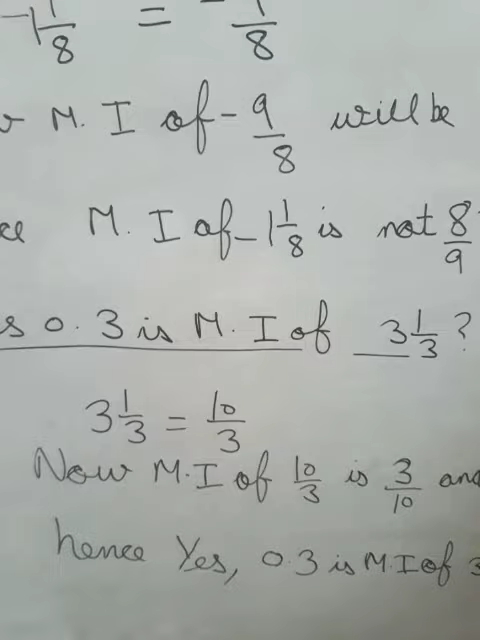 -1 1/8 = -
/8
M. I of - 9/8 will be
M. I of - 1 1/8 is not 8/9
0.3 is M. I of 3 1/3?
3 1/3 = 10/3
Now M.I of 10/3 is 3/10 and
hence Yes, 0.3 is M.I of 3